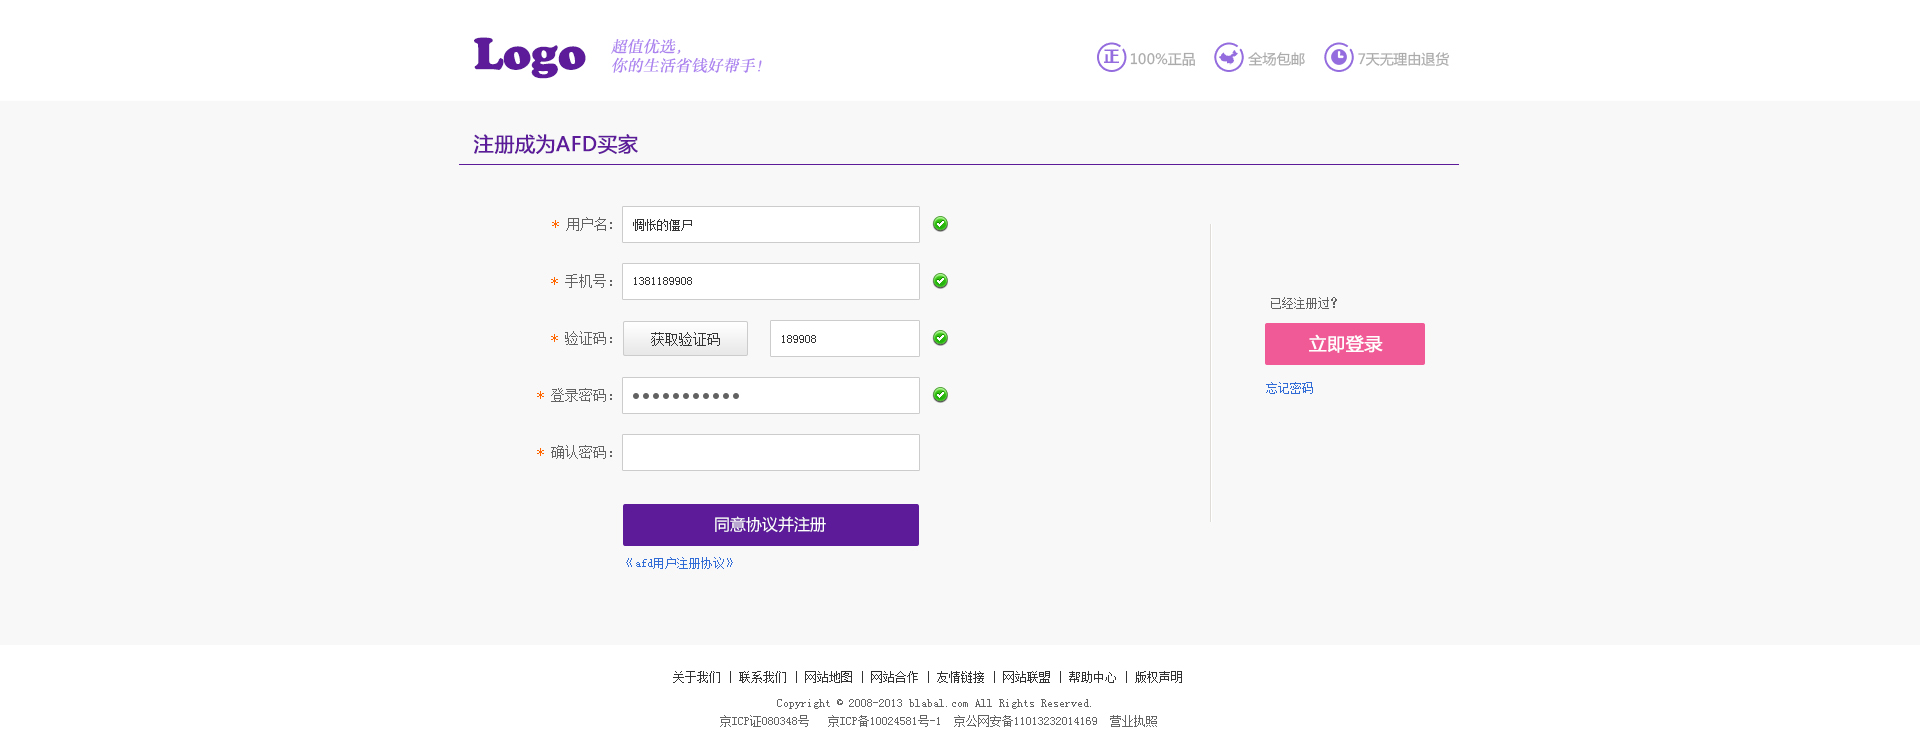 Logo
超值优选，
你的生活省钱好帮手！
正 100%正品
全场包邮
7天无理由退货
注册成为AFD买家
* 用户名： 惆怅的僵尸
* 手机号： 1381189908
* 验证码： 获取验证码 189908
* 登录密码： ●●●●●●●●●●●
* 确认密码：
同意协议并注册
《afd用户注册协议》
已经注册过？
立即登录
忘记密码
关于我们 | 联系我们 | 网站地图 | 网站合作 | 友情链接 | 网站联盟 | 帮助中心 | 版权声明
Copyright © 2008-2013 blabal.com All Rights Reserved.
京ICP证080348号 京ICP备10024581号-1 京公网安备11013232014169 营业执照